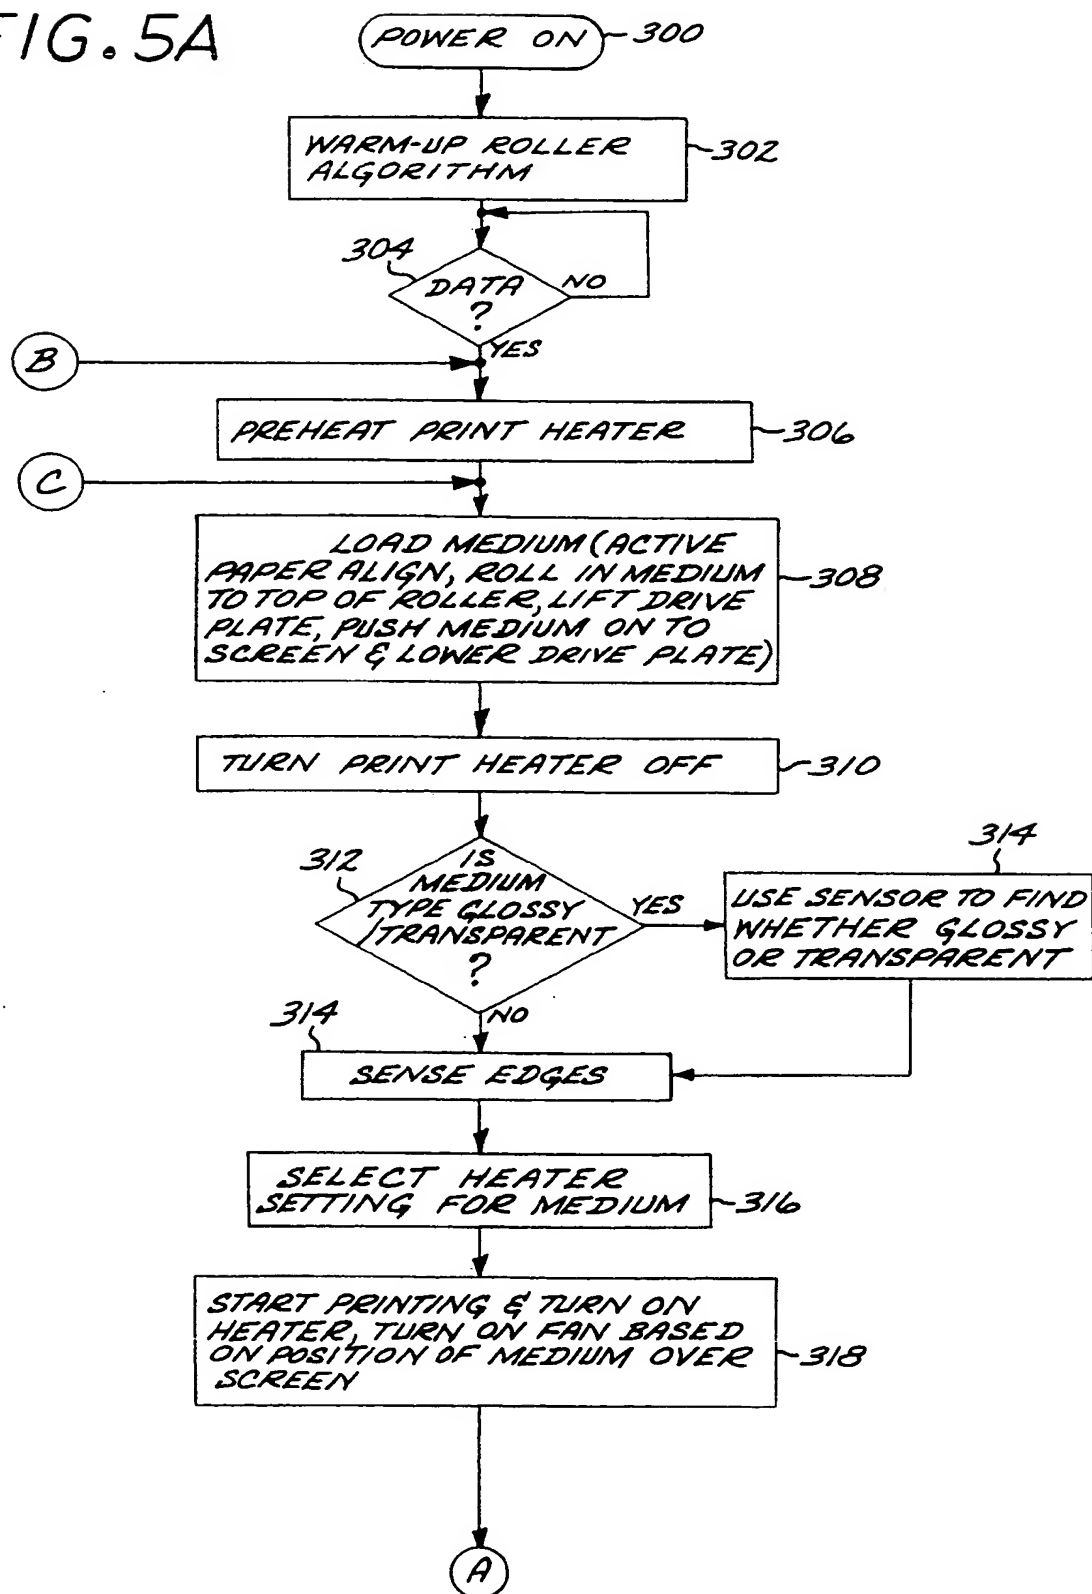 FIG. 5A
POWER ON
300
WARM-UP ROLLER
ALGORITHM
302
304
DATA
?
NO
YES
B
PREHEAT PRINT HEATER
306
C
LOAD MEDIUM (ACTIVE
PAPER ALIGN, ROLL IN MEDIUM
TO TOP OF ROLLER, LIFT DRIVE
PLATE, PUSH MEDIUM ON TO
SCREEN & LOWER DRIVE PLATE)
308
TURN PRINT HEATER OFF
310
312
IS
MEDIUM
TYPE GLOSSY
/TRANSPARENT
?
YES
314
USE SENSOR TO FIND
WHETHER GLOSSY
OR TRANSPARENT
NO
314
SENSE EDGES
SELECT HEATER
SETTING FOR MEDIUM
316
START PRINTING & TURN ON
HEATER, TURN ON FAN BASED
ON POSITION OF MEDIUM OVER
SCREEN
318
A